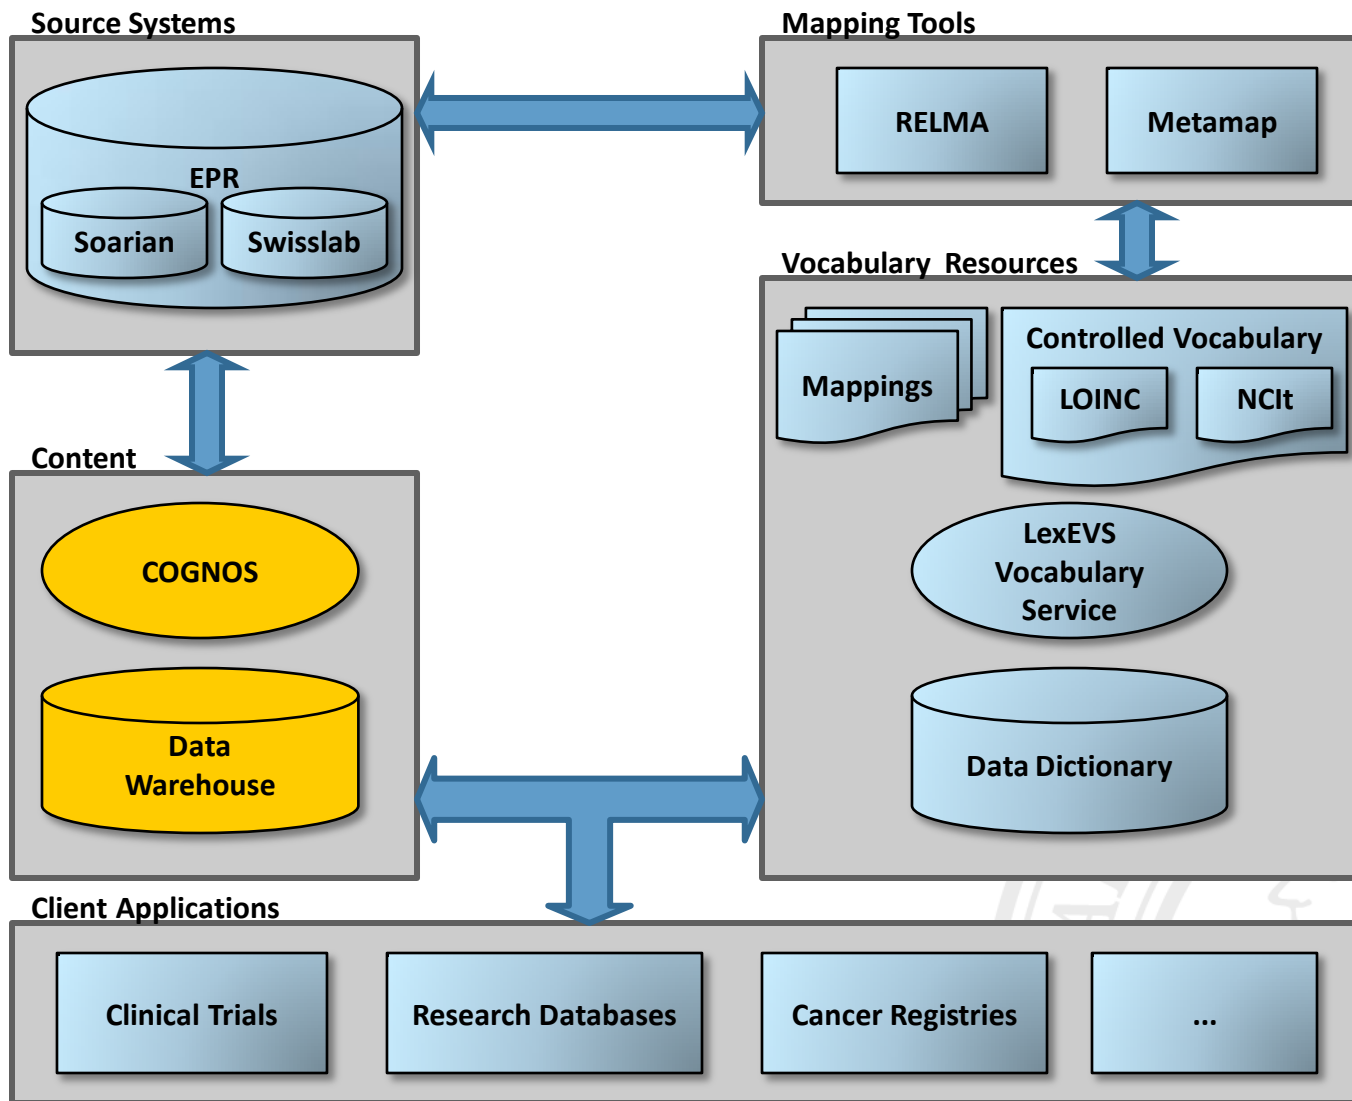 Source Systems
Mapping Tools
EPR
Soarian
Swisslab
RELMA
Metamap
Vocabulary Resources
Mappings
Controlled Vocabulary
LOINC
NCIt
LexEVS
Vocabulary
Service
Data Dictionary
Content
COGNOS
Data
Warehouse
Client Applications
Clinical Trials
Research Databases
Cancer Registries
...